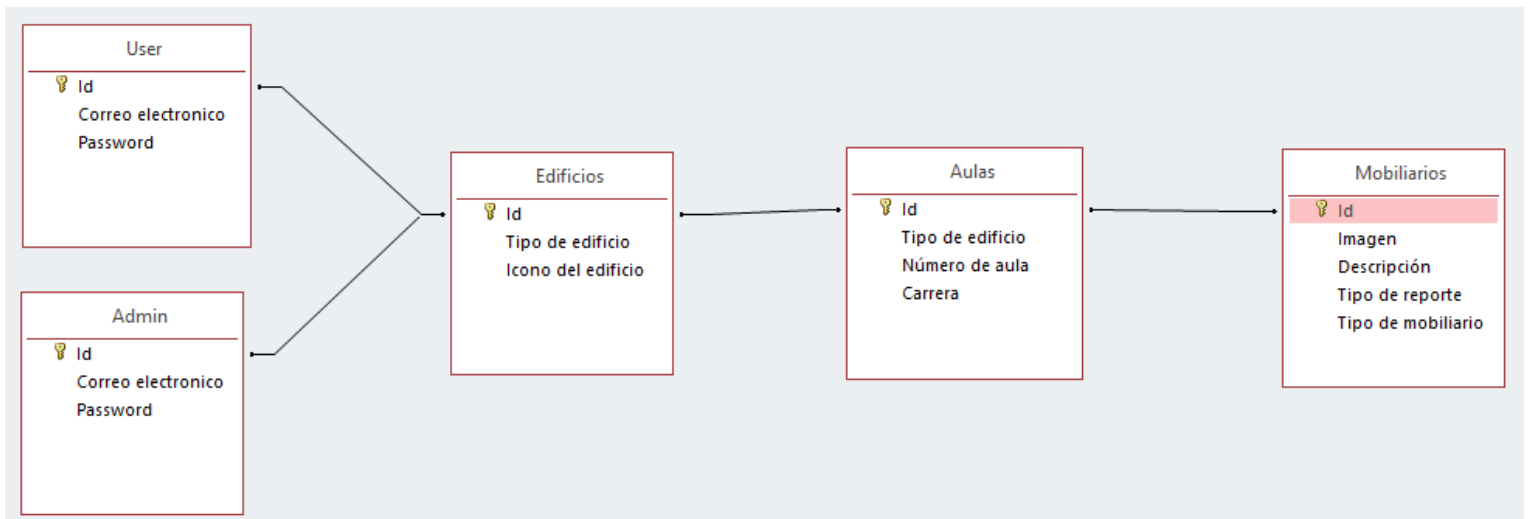 User
Id
Correo electronico
Password
Admin
Id
Correo electronico
Password
Edificios
Id
Tipo de edificio
Icono del edificio
Aulas
Id
Tipo de edificio
Número de aula
Carrera
Mobiliarios
Id
Imagen
Descripción
Tipo de reporte
Tipo de mobiliario